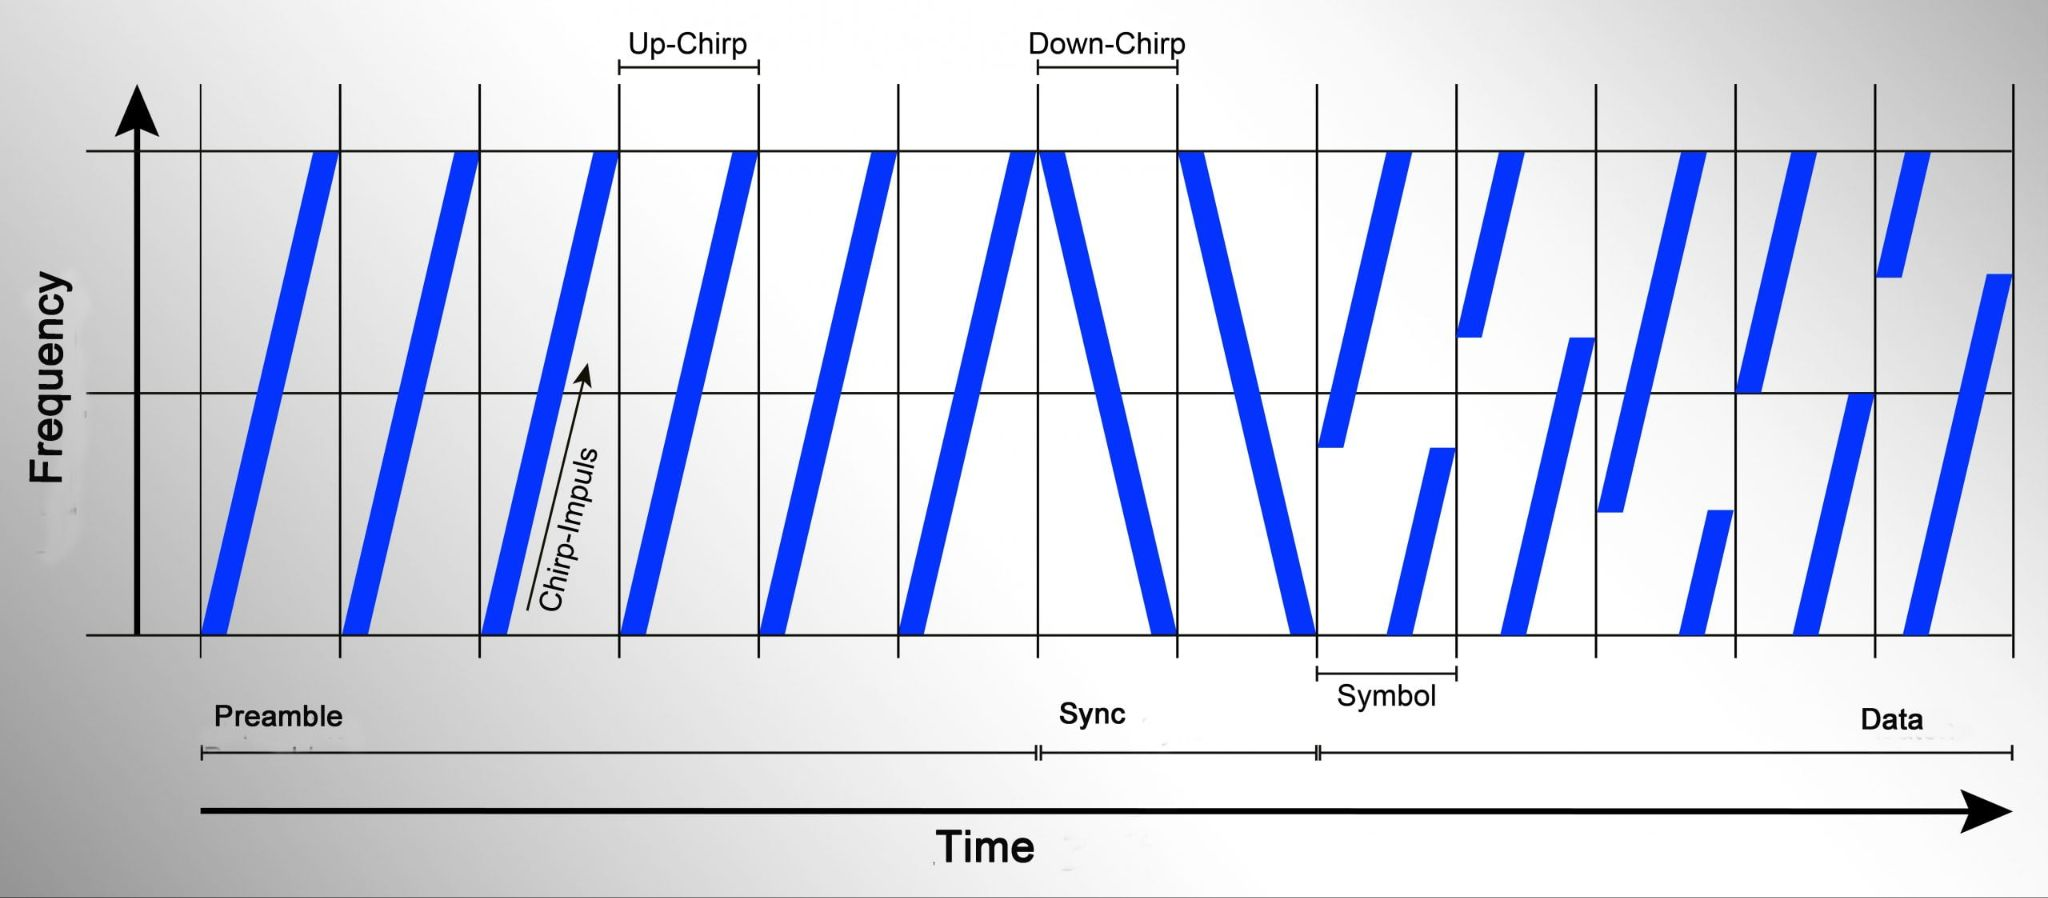 Up-Chirp
Down-Chirp
Frequency
Chirp-Impuls
Symbol
Preamble
Sync
Data
Time